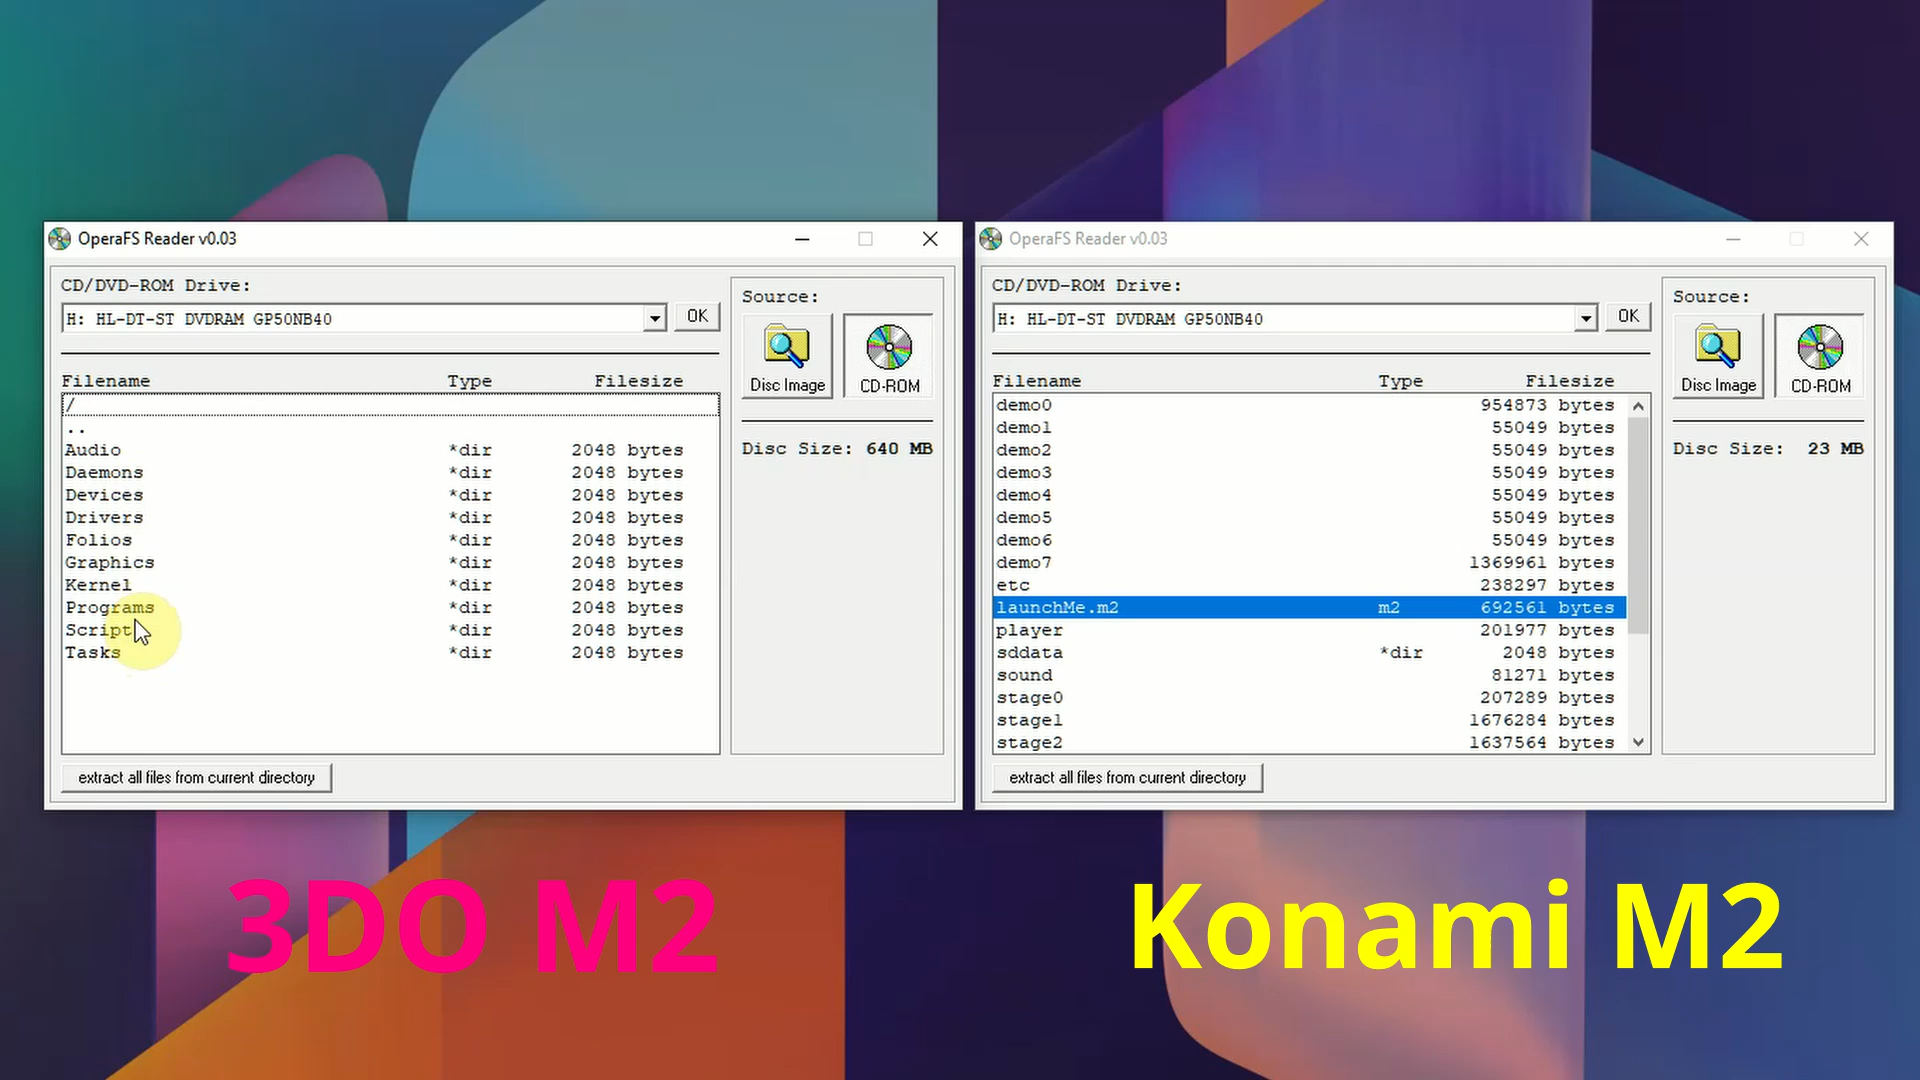 OperaFS Reader v0.03
CD/DVD-ROM Drive:
H: HL-DT-ST DVDRAM GP50NB40
OK
Filename Type Filesize
/
..
Audio *dir 2048 bytes
Daemons *dir 2048 bytes
Devices *dir 2048 bytes
Drivers *dir 2048 bytes
Folios *dir 2048 bytes
Graphics *dir 2048 bytes
Kernel *dir 2048 bytes
Programs *dir 2048 bytes
Script *dir 2048 bytes
Tasks *dir 2048 bytes
extract all files from current directory
Source:
Disc Image
CD-ROM
Disc Size: 640 MB
OperaFS Reader v0.03
CD/DVD-ROM Drive:
H: HL-DT-ST DVDRAM GP50NB40
OK
Filename Type Filesize
demo0 954873 bytes
demo1 55049 bytes
demo2 55049 bytes
demo3 55049 bytes
demo4 55049 bytes
demo5 55049 bytes
demo6 55049 bytes
demo7 1369961 bytes
etc 238297 bytes
launchMe.m2 m2 692561 bytes
player 201977 bytes
sddata *dir 2048 bytes
sound 81271 bytes
stage0 207289 bytes
stage1 1676284 bytes
stage2 1637564 bytes
extract all files from current directory
Source:
Disc Image
CD-ROM
Disc Size: 23 MB
3DO M2
Konami M2